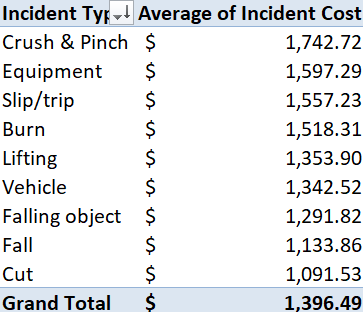 Incident Typ Average of Incident Cost
Crush & Pinch $ 1,742.72
Equipment $ 1,597.29
Slip/trip $ 1,557.23
Burn $ 1,518.31
Lifting $ 1,353.90
Vehicle $ 1,342.52
Falling object $ 1,291.82
Fall $ 1,133.86
Cut $ 1,091.53
Grand Total $ 1,396.49